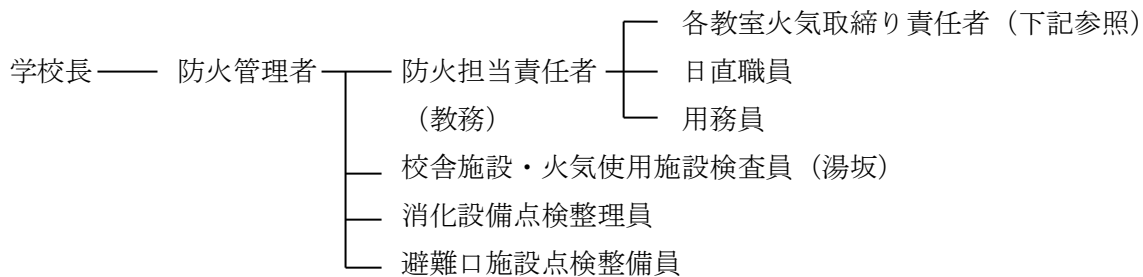 各教室火気取締り責任者（下記参照）
学校長 防火管理者 防火担当責任者 日直職員
（教務） 用務員
校舎施設・火気使用施設検査員（湯坂）
消化設備点検整理員
避難口施設点検整備員